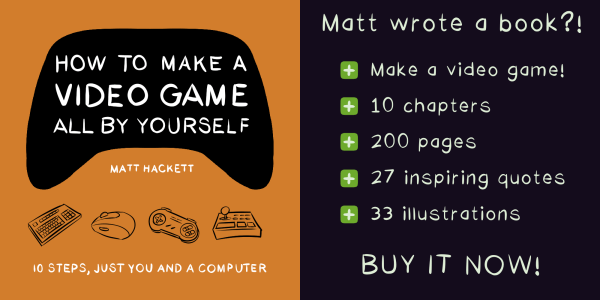 HOW TO MAKE A
VIDEO GAME
ALL BY YOURSELF
MATT HACKETT
10 STEPS, JUST YOU AND A COMPUTER
Matt wrote a book?!
Make a video game!
10 chapters
200 pages
27 inspiring quotes
33 illustrations
BUY IT NOW!